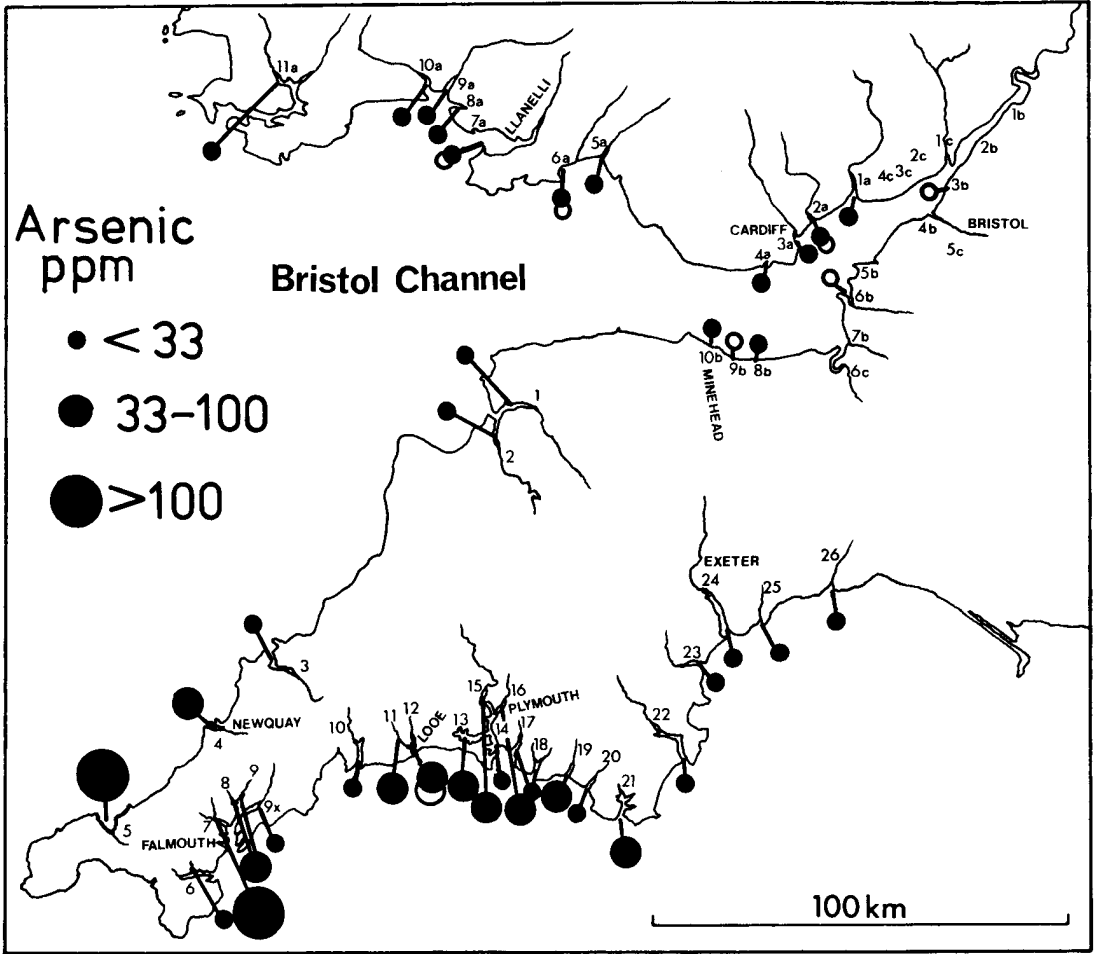 11a
10a
9a
8a
7a
LLANELLI
6a
5a
1b
1c
2b
2c
3c
4c
1a
3b
2a
CARDIFF
3a
4a
4b
BRISTOL
5c
5b
6b
7b
6c
10b
9b
8b
MINEHEAD
Arsenic
ppm
Bristol Channel
< 33
33-100
>100
1
2
3
NEWQUAY
4
5
FALMOUTH
6
7
8
9
9x
10
11
12
LOOE
13
14
15
16
PLYMOUTH
17
18
19
20
21
22
23
EXETER
24
25
26
100 km